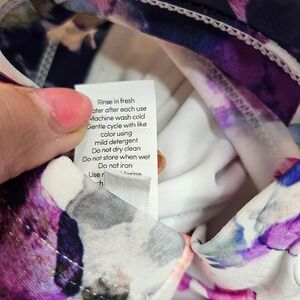 Rinse in fresh
water after each use
Machine wash cold
Gentle cycle with like
color using
mild detergent
Do not dry clean
Do not store when wet
Do not iron
Use